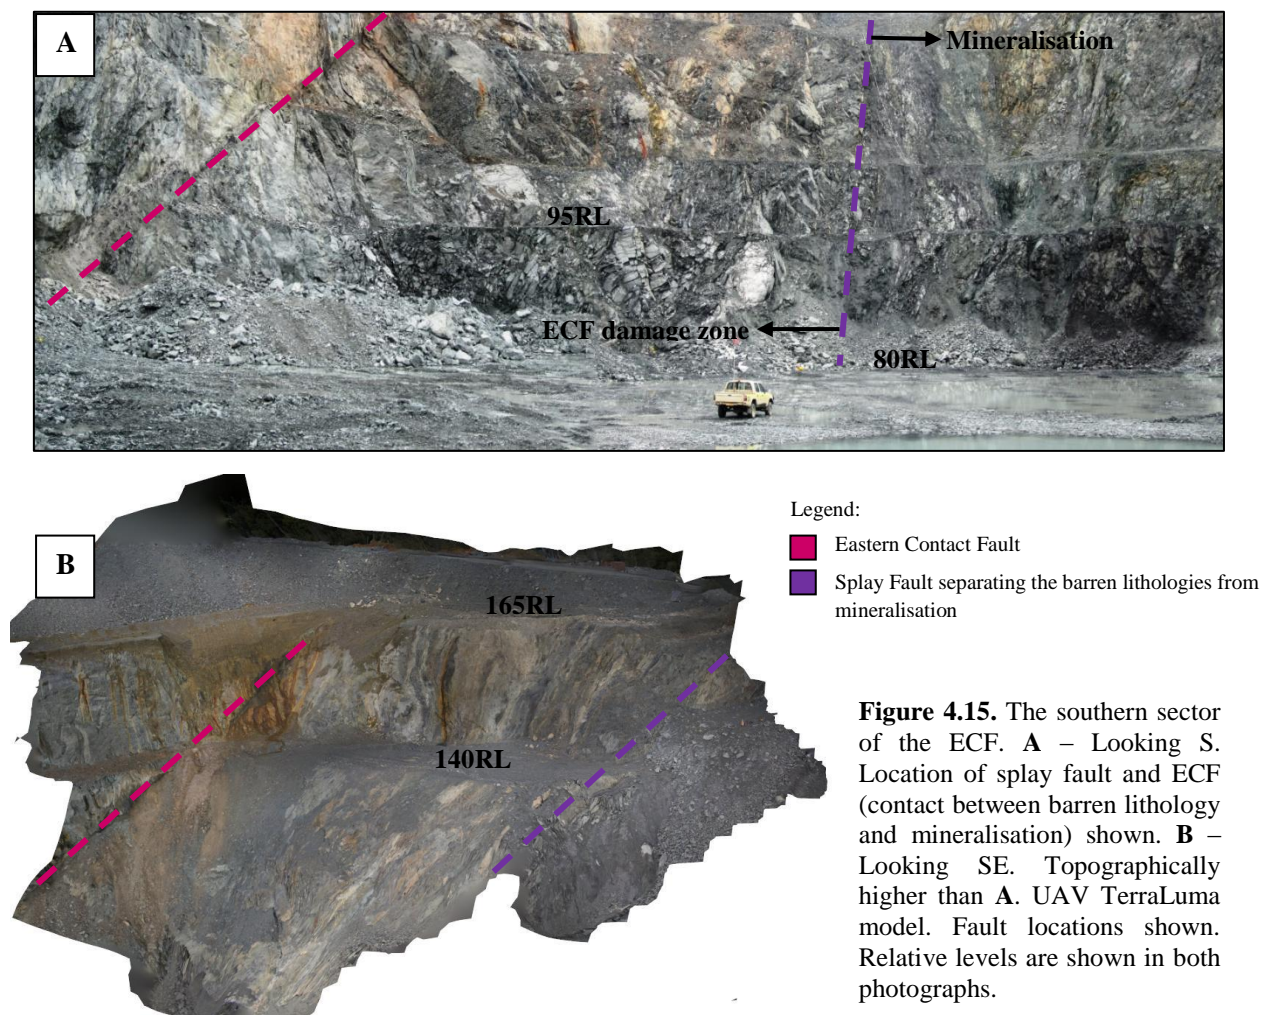 A
Mineralisation
95RL
ECF damage zone
80RL
B
165RL
140RL
Legend:
Eastern Contact Fault
Splay Fault separating the barren lithologies from
mineralisation
Figure 4.15. The southern sector
of the ECF. A – Looking S.
Location of splay fault and ECF
(contact between barren lithology
and mineralisation) shown. B –
Looking SE. Topographically
higher than A. UAV TerraLuma
model. Fault locations shown.
Relative levels are shown in both
photographs.